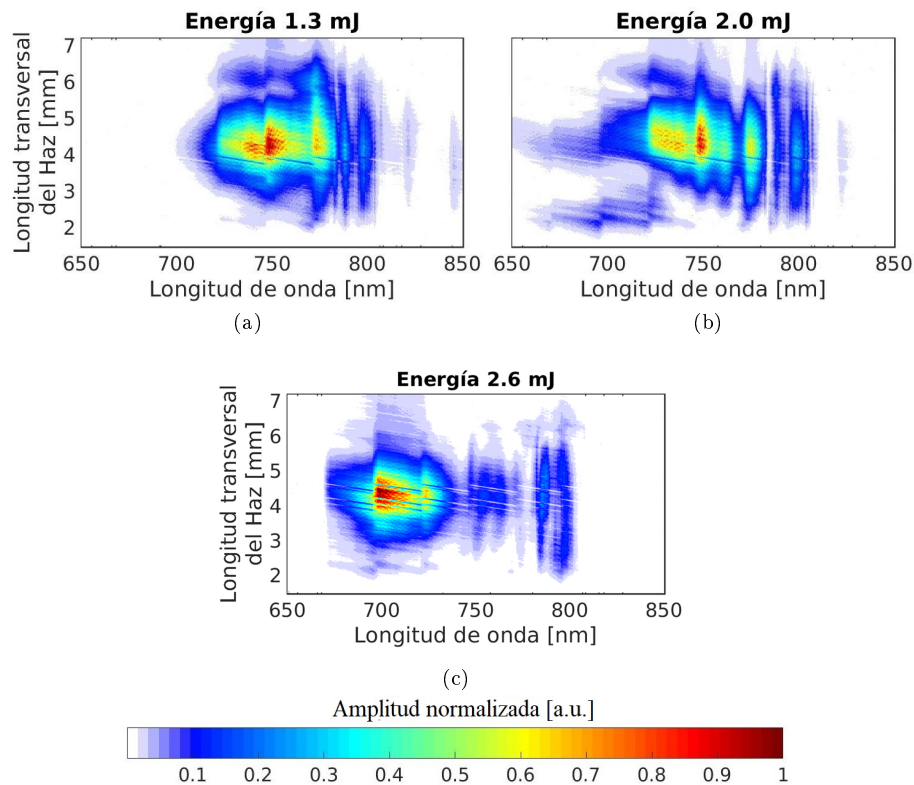 Energía 1.3 mJ
Energía 2.0 mJ
Longitud transversal
del Haz [mm]
7
6
5
4
3
2
650
700
750
800
850
650
700
750
800
850
Longitud de onda [nm]
Longitud de onda [nm]
(a)
(b)
Energía 2.6 mJ
Longitud transversal
del Haz [mm]
7
6
5
4
3
2
650
700
750
800
850
Longitud de onda [nm]
(c)
Amplitud normalizada [a.u.]
0.1
0.2
0.3
0.4
0.5
0.6
0.7
0.8
0.9
1